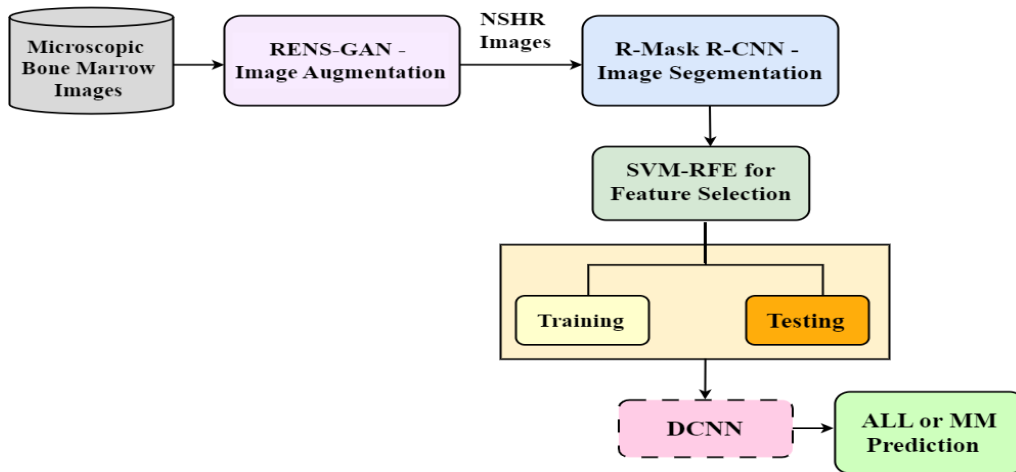 Microscopic
Bone Marrow
Images
RENS-GAN -
Image Augmentation
NSHR
Images
R-Mask R-CNN -
Image Segementation
SVM-RFE for
Feature Selection
Training
Testing
DCNN
ALL or MM
Prediction